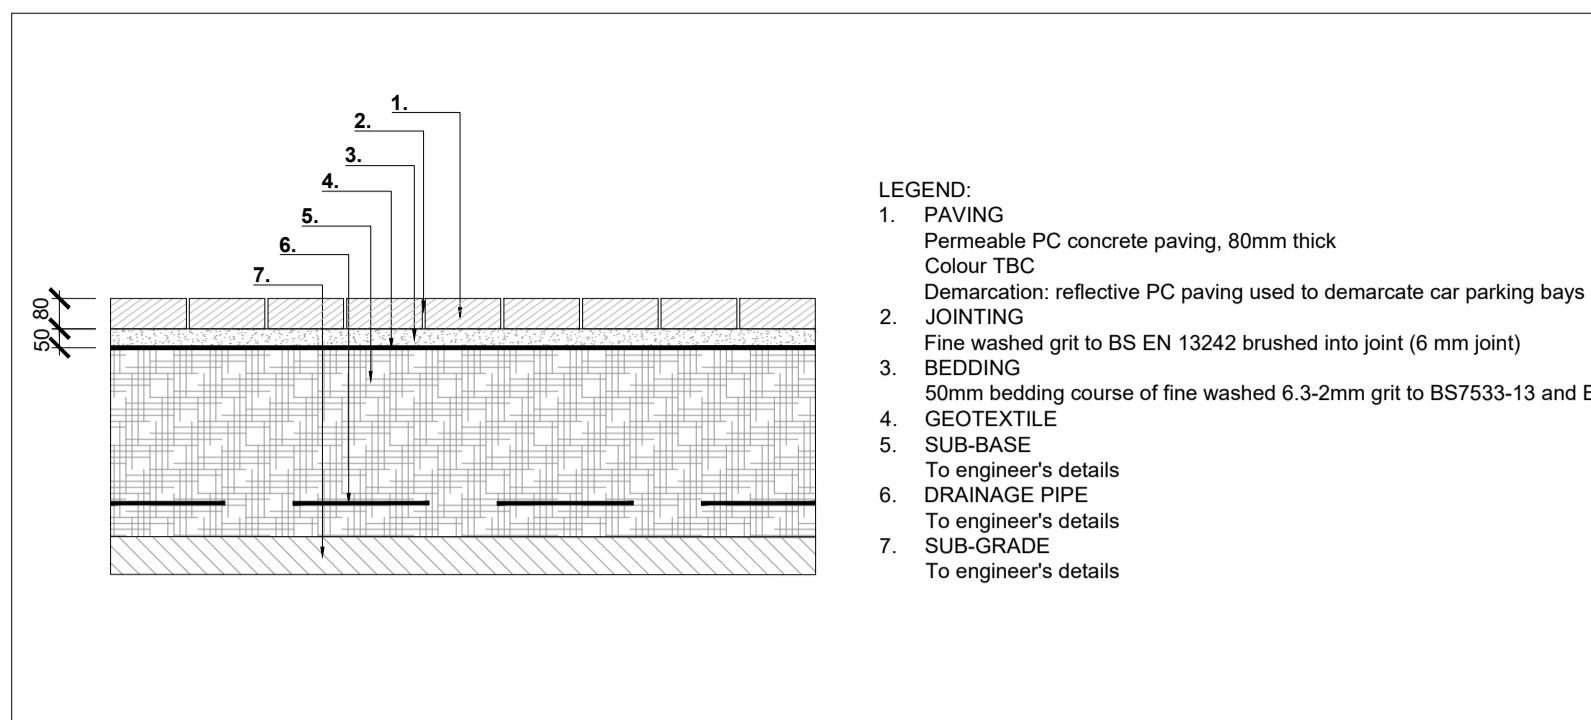 1.
2.
3.
4.
5.
6.
7.
80
50
LEGEND:
1. PAVING
Permeable PC concrete paving, 80mm thick
Colour TBC
Demarcation: reflective PC paving used to demarcate car parking bays
2. JOINTING
Fine washed grit to BS EN 13242 brushed into joint (6 mm joint)
3. BEDDING
50mm bedding course of fine washed 6.3-2mm grit to BS7533-13 and
4. GEOTEXTILE
5. SUB-BASE
To engineer's details
6. DRAINAGE PIPE
To engineer's details
7. SUB-GRADE
To engineer's details